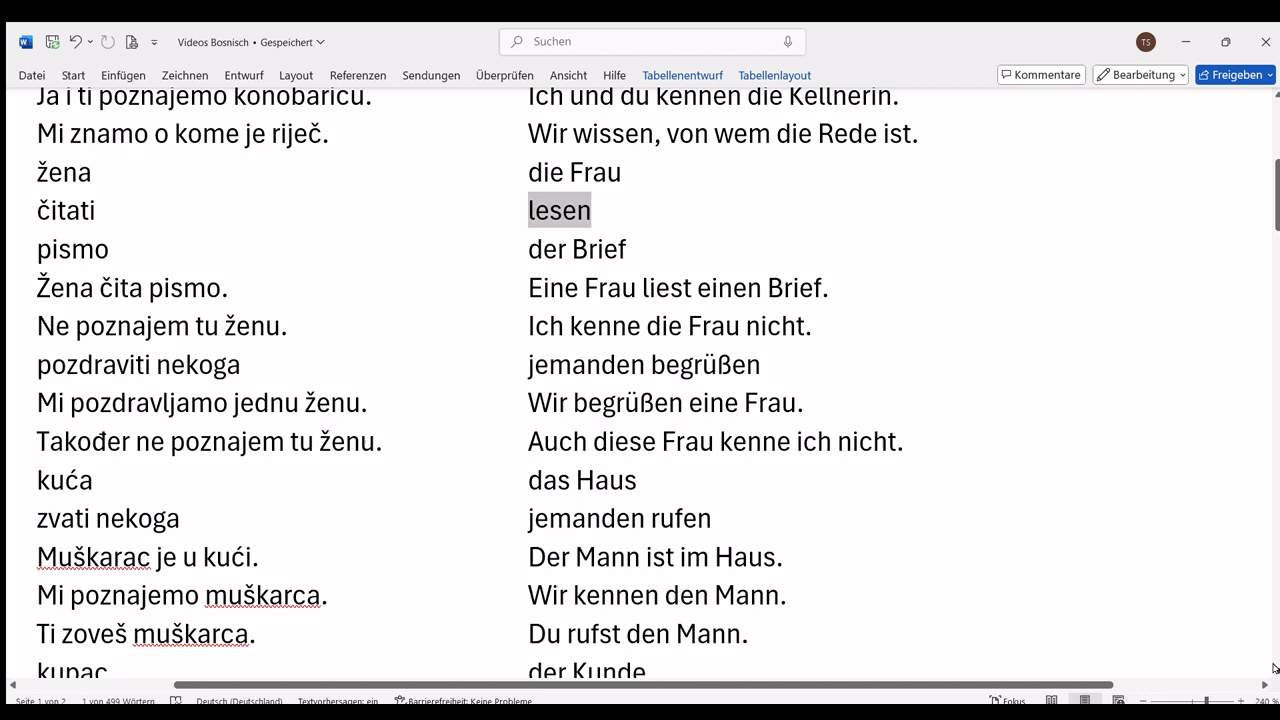 Videos Bosnisch • Gespeichert
Suchen
TS
Datei Start Einfügen Zeichnen Entwurf Layout Referenzen Sendungen Überprüfen Ansicht Hilfe Tabellenentwurf Tabellenlayout Kommentare Bearbeitung Freigeben
Ja i ti poznajemo konobaricu. Ich und du kennen die Kellnerin.
Mi znamo o kome je riječ. Wir wissen, von wem die Rede ist.
žena die Frau
čitati lesen
pismo der Brief
Žena čita pismo. Eine Frau liest einen Brief.
Ne poznajem tu ženu. Ich kenne die Frau nicht.
pozdraviti nekoga jemanden begrüßen
Mi pozdravljamo jednu ženu. Wir begrüßen eine Frau.
Također ne poznajem tu ženu. Auch diese Frau kenne ich nicht.
kuća das Haus
zvati nekoga jemanden rufen
Muškarac je u kući. Der Mann ist im Haus.
Mi poznajemo muškarca. Wir kennen den Mann.
Ti zoveš muškarca. Du rufst den Mann.
kupac der Kunde
Seite 1 von 2 1 von 499 Wörtern Deutsch (Deutschland) Textvorhersagen: ein Barrierefreiheit: Keine Probleme Fokus 240 %